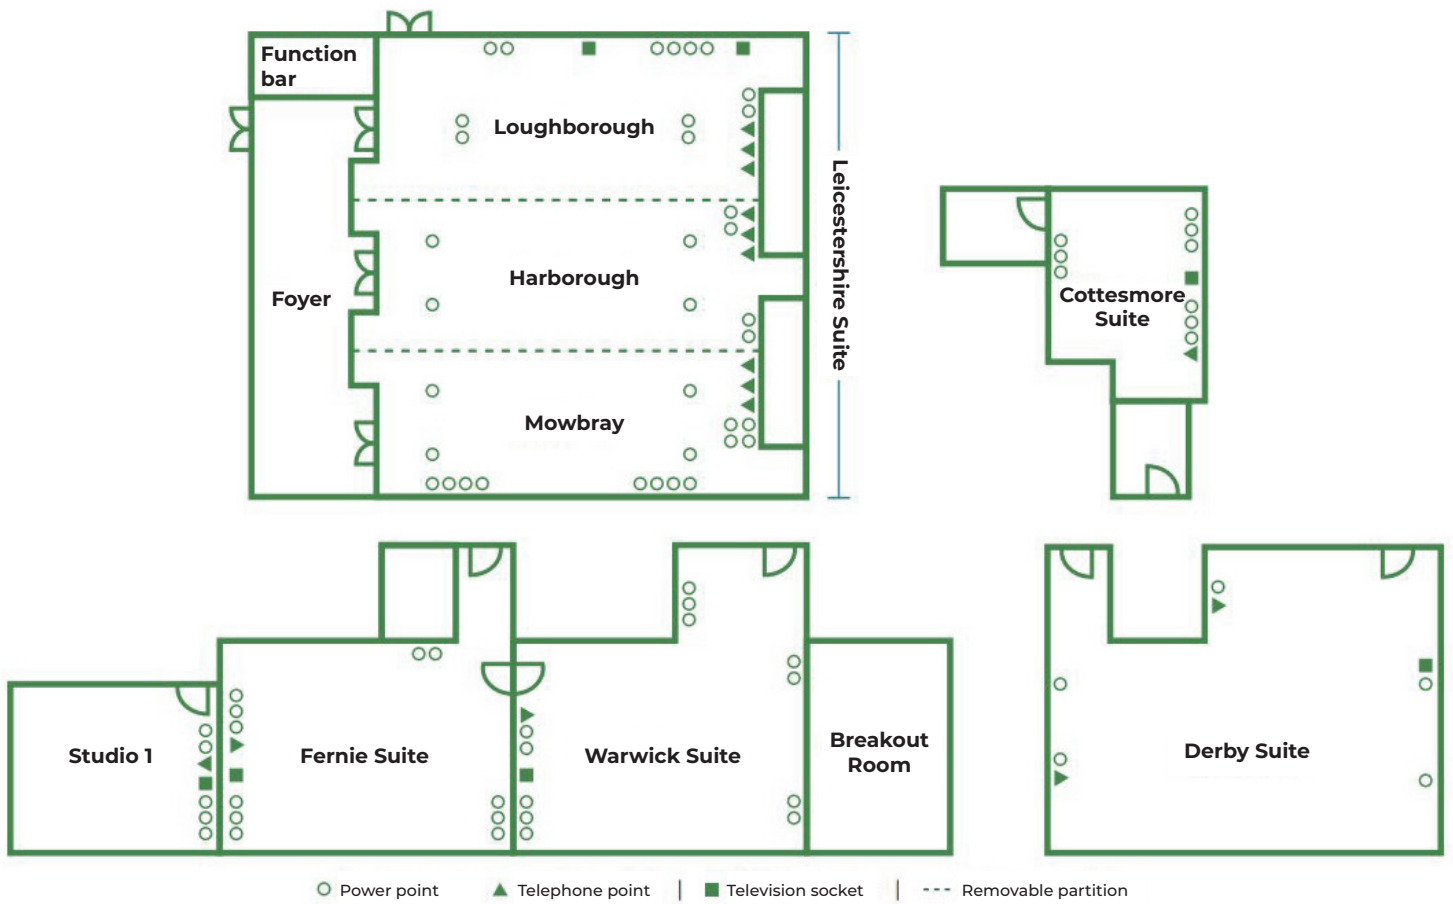 Function
bar
Loughborough
Leicestershire Suite
Harborough
Foyer
Mowbray
Cottesmore
Suite
Studio 1
Fernie Suite
Warwick Suite
Breakout
Room
Derby Suite
Power point
Telephone point
Television socket
Removable partition